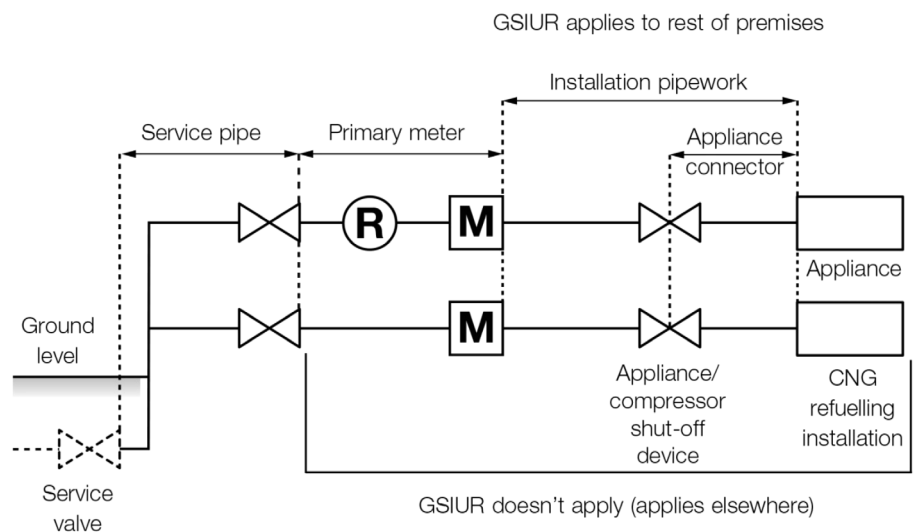 GSIUR applies to rest of premises
Installation pipework
Service pipe
Primary meter
Appliance
connector
R
M
Appliance
M
Ground
level
Appliance/
compressor
shut-off
device
CNG
refuelling
installation
Service
valve
GSIUR doesn't apply (applies elsewhere)